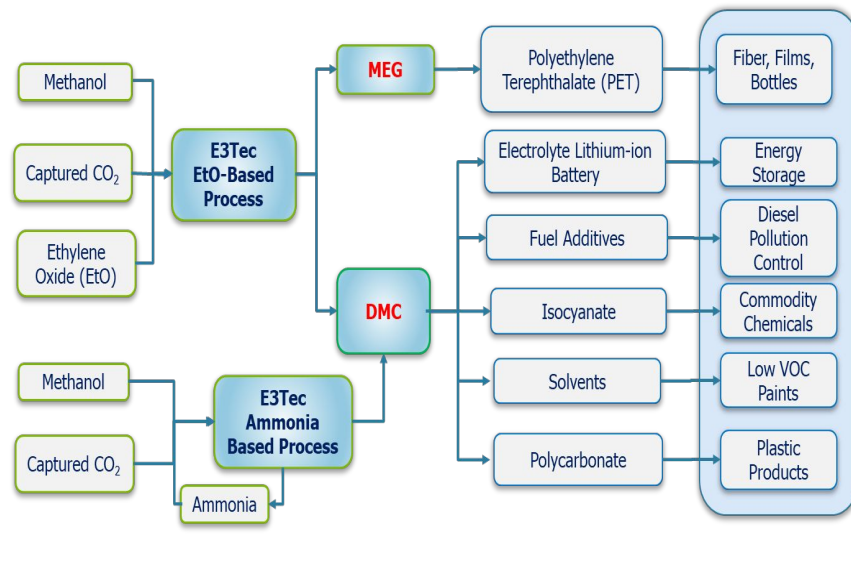 Methanol
Captured CO₂
Ethylene
Oxide (EtO)
E3Tec
EtO-Based
Process
MEG
Polyethylene
Terephthalate (PET)
Fiber, Films,
Bottles
Electrolyte Lithium-ion
Battery
Energy
Storage
Fuel Additives
Diesel
Pollution
Control
DMC
Isocyanate
Commodity
Chemicals
Solvents
Low VOC
Paints
Polycarbonate
Plastic
Products
Methanol
Captured CO₂
Ammonia
E3Tec
Ammonia
Based Process